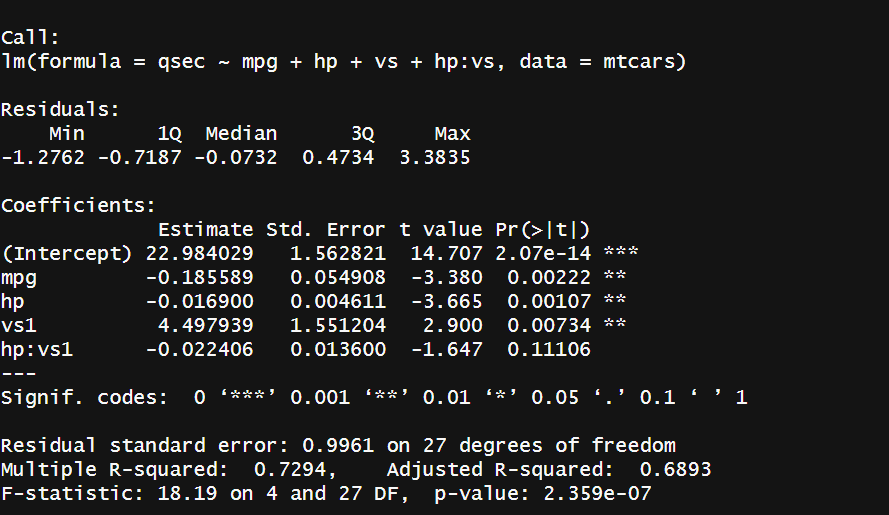 Call:
lm(formula = qsec ~ mpg + hp + vs + hp:vs, data = mtcars)
Residuals:
    Min      1Q  Median      3Q     Max
-1.2762 -0.7187 -0.0732  0.4734  3.3835
Coefficients:
             Estimate Std. Error t value Pr(>|t|)
(Intercept) 22.984029   1.562821  14.707 2.07e-14 ***
mpg         -0.185589   0.054908  -3.380  0.00222 **
hp          -0.016900   0.004611  -3.665  0.00107 **
vs1          4.497939   1.551204   2.900  0.00734 **
hp:vs1      -0.022406   0.013600  -1.647  0.11106
---
Signif. codes:  0 ‘***’ 0.001 ‘**’ 0.01 ‘*’ 0.05 ‘.’ 0.1 ‘ ’ 1
Residual standard error: 0.9961 on 27 degrees of freedom
Multiple R-squared:  0.7294,	Adjusted R-squared:  0.6893
F-statistic: 18.19 on 4 and 27 DF,  p-value: 2.359e-07